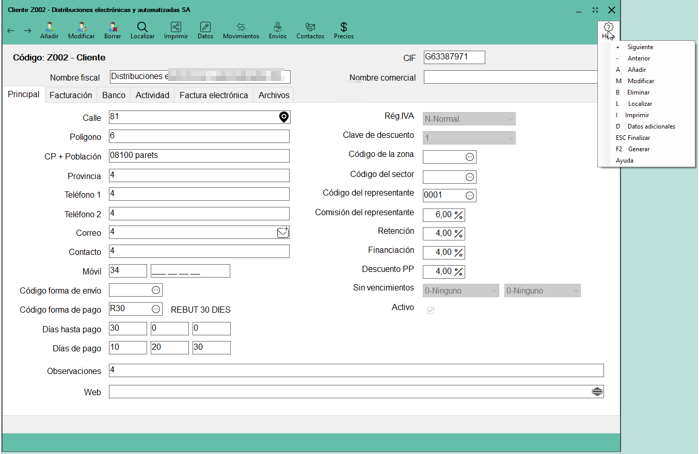 Cliente Z002 - Distribuciones electrónicas y automatizadas SA
Añadir Modificar Borrar Localizar Imprimir Datos Movimientos Envios Contactos Precios
Código: Z002 - Cliente
CIF G63387971
Nombre fiscal Distribuciones
Nombre comercial
Principal Facturación Banco Actividad Factura electrónica Archivos
Calle 81
Polígono 6
CP + Población 08100 parets
Provincia 4
Teléfono 1 4
Teléfono 2 4
Correo 4
Contacto 4
Móvil 34 __ __ __ __
Código forma de envío
Código forma de pago R30 REBUT 30 DIES
Días hasta pago 30 0 0
Días de pago 10 20 30
Observaciones 4
Web
Rég.IVA N-Normal
Clave de descuento 1
Código de la zona
Código del sector
Código del representante 0001
Comisión del representante 6,00 %
Retención 4,00 %
Financiación 4,00 %
Descuento PP 4,00 %
Sin vencimientos 0-Ninguno 0-Ninguno
Activo
+ Siguiente
- Anterior
A Añadir
M Modificar
B Eliminar
L Localizar
I Imprimir
D Datos adicionales
ESC Finalizar
F2 Generar
Ayuda